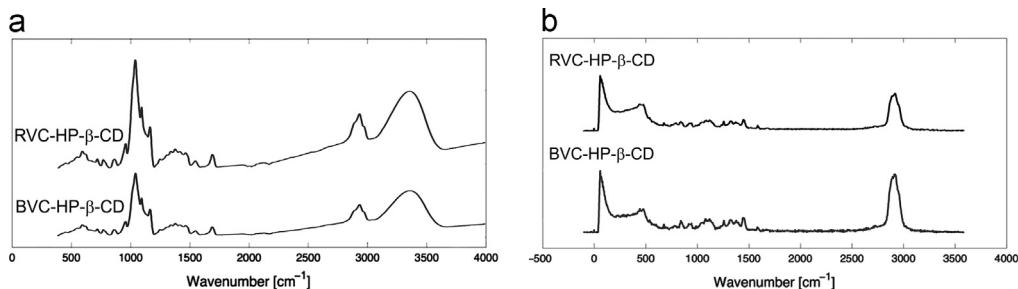 a
RVC-HP-β-CD
BVC-HP-β-CD
0 500 1000 1500 2000 2500 3000 3500 4000
Wavenumber [cm⁻¹]
b
RVC-HP-β-CD
BVC-HP-β-CD
-500 0 500 1000 1500 2000 2500 3000 3500 4000
Wavenumber [cm⁻¹]